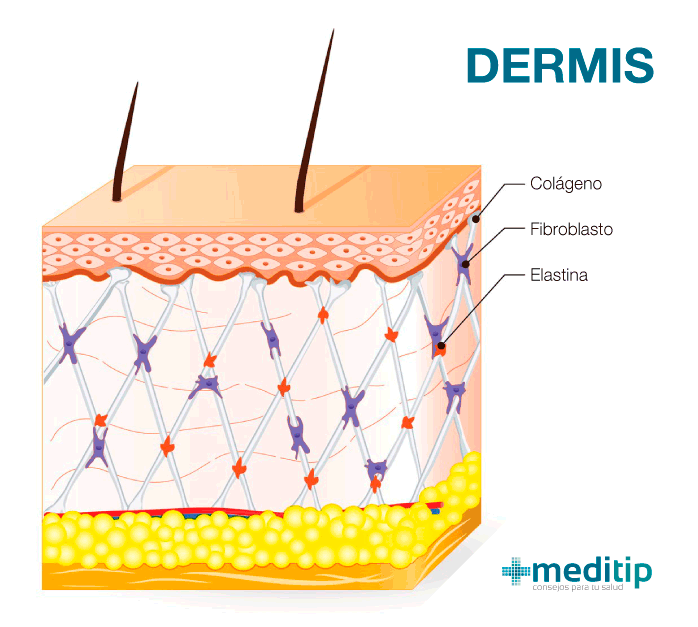 DERMIS
Colágeno
Fibroblasto
Elastina
meditip
consejos para tu salud